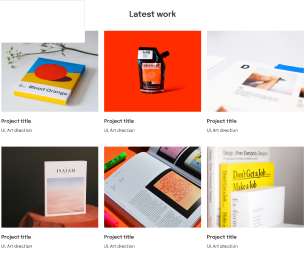 Latest work
Blood Orange
D
Project title
UI, Art direction
Project title
UI, Art direction
Project title
UI, Art direction
ISAIAH
Don't Get a Job
Make a Job
Project title
UI, Art direction
Project title
UI, Art direction
Project title
UI, Art direction